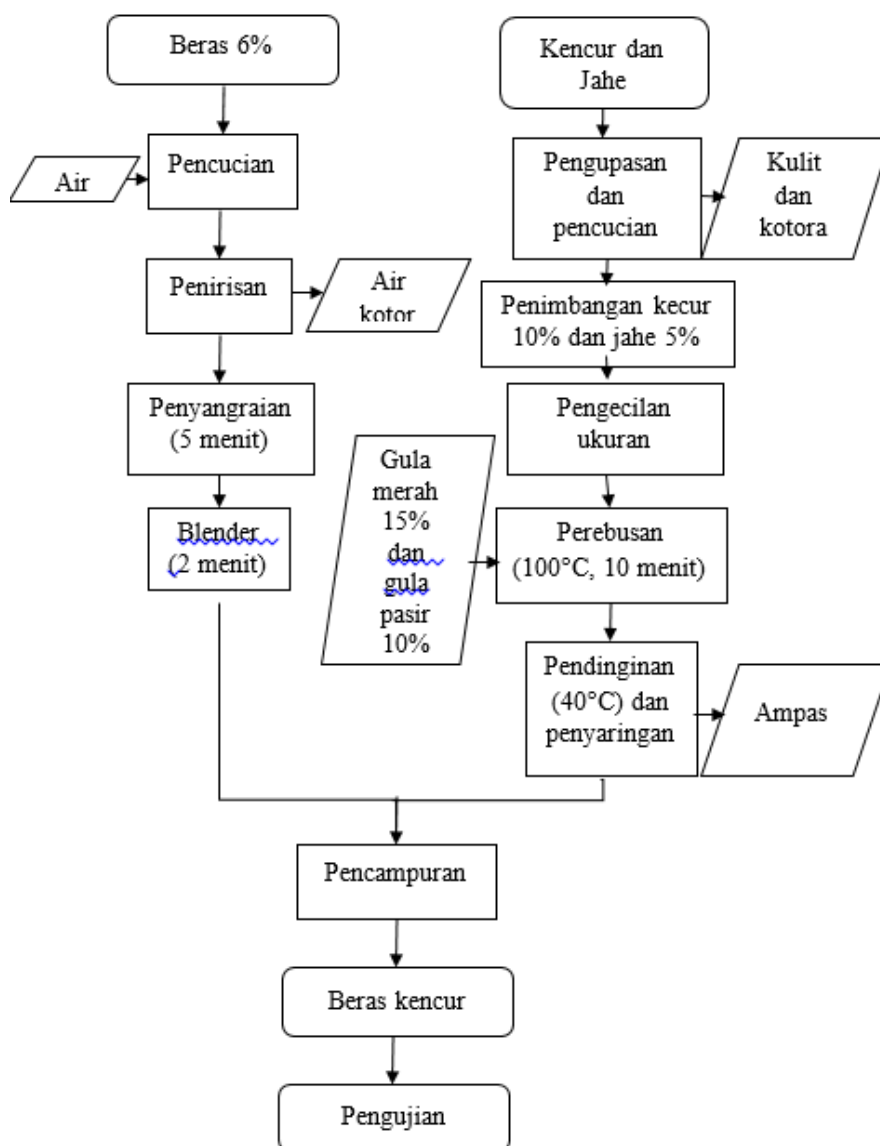 Beras 6%
Pencucian
Air
Penirisan
Air
kotor
Penyangraian
(5 menit)
Blender
(2 menit)
Kencur dan
Jahe
Pengupasan
dan
pencucian
Kulit
dan
kotora
Penimbangan kecur
10% dan jahe 5%
Pengecilan
ukuran
Gula
merah
15%
dan
gula
pasir
10%
Perebusan
(100°C, 10 menit)
Pendinginan
(40°C) dan
penyaringan
Ampas
Pencampuran
Beras kencur
Pengujian